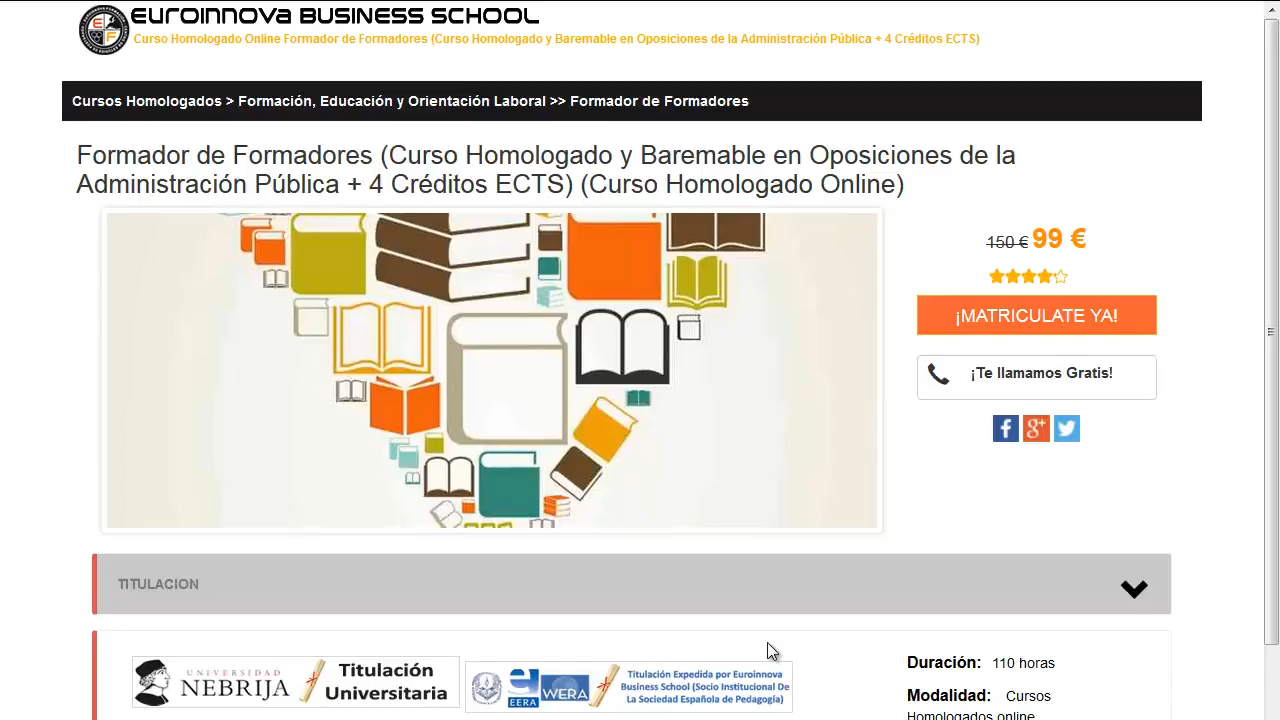 EUROINNOVA BUSINESS SCHOOL
Curso Homologado Online Formador de Formadores (Curso Homologado y Baremable en Oposiciones de la Administración Pública + 4 Créditos ECTS)
Cursos Homologados > Formación, Educación y Orientación Laboral >> Formador de Formadores
Formador de Formadores (Curso Homologado y Baremable en Oposiciones de la
Administración Pública + 4 Créditos ECTS) (Curso Homologado Online)
150 € 99 €
¡MATRICULATE YA!
¡Te llamamos Gratis!
TITULACION
UNIVERSIDAD
NEBRIJA
Titulación
Universitaria
EERA
WERA
Titulación Expedida por Euroinnova
Business School (Socio Institucional De
La Sociedad Española de Pedagogía)
Duración: 110 horas
Modalidad: Cursos
Homologados online